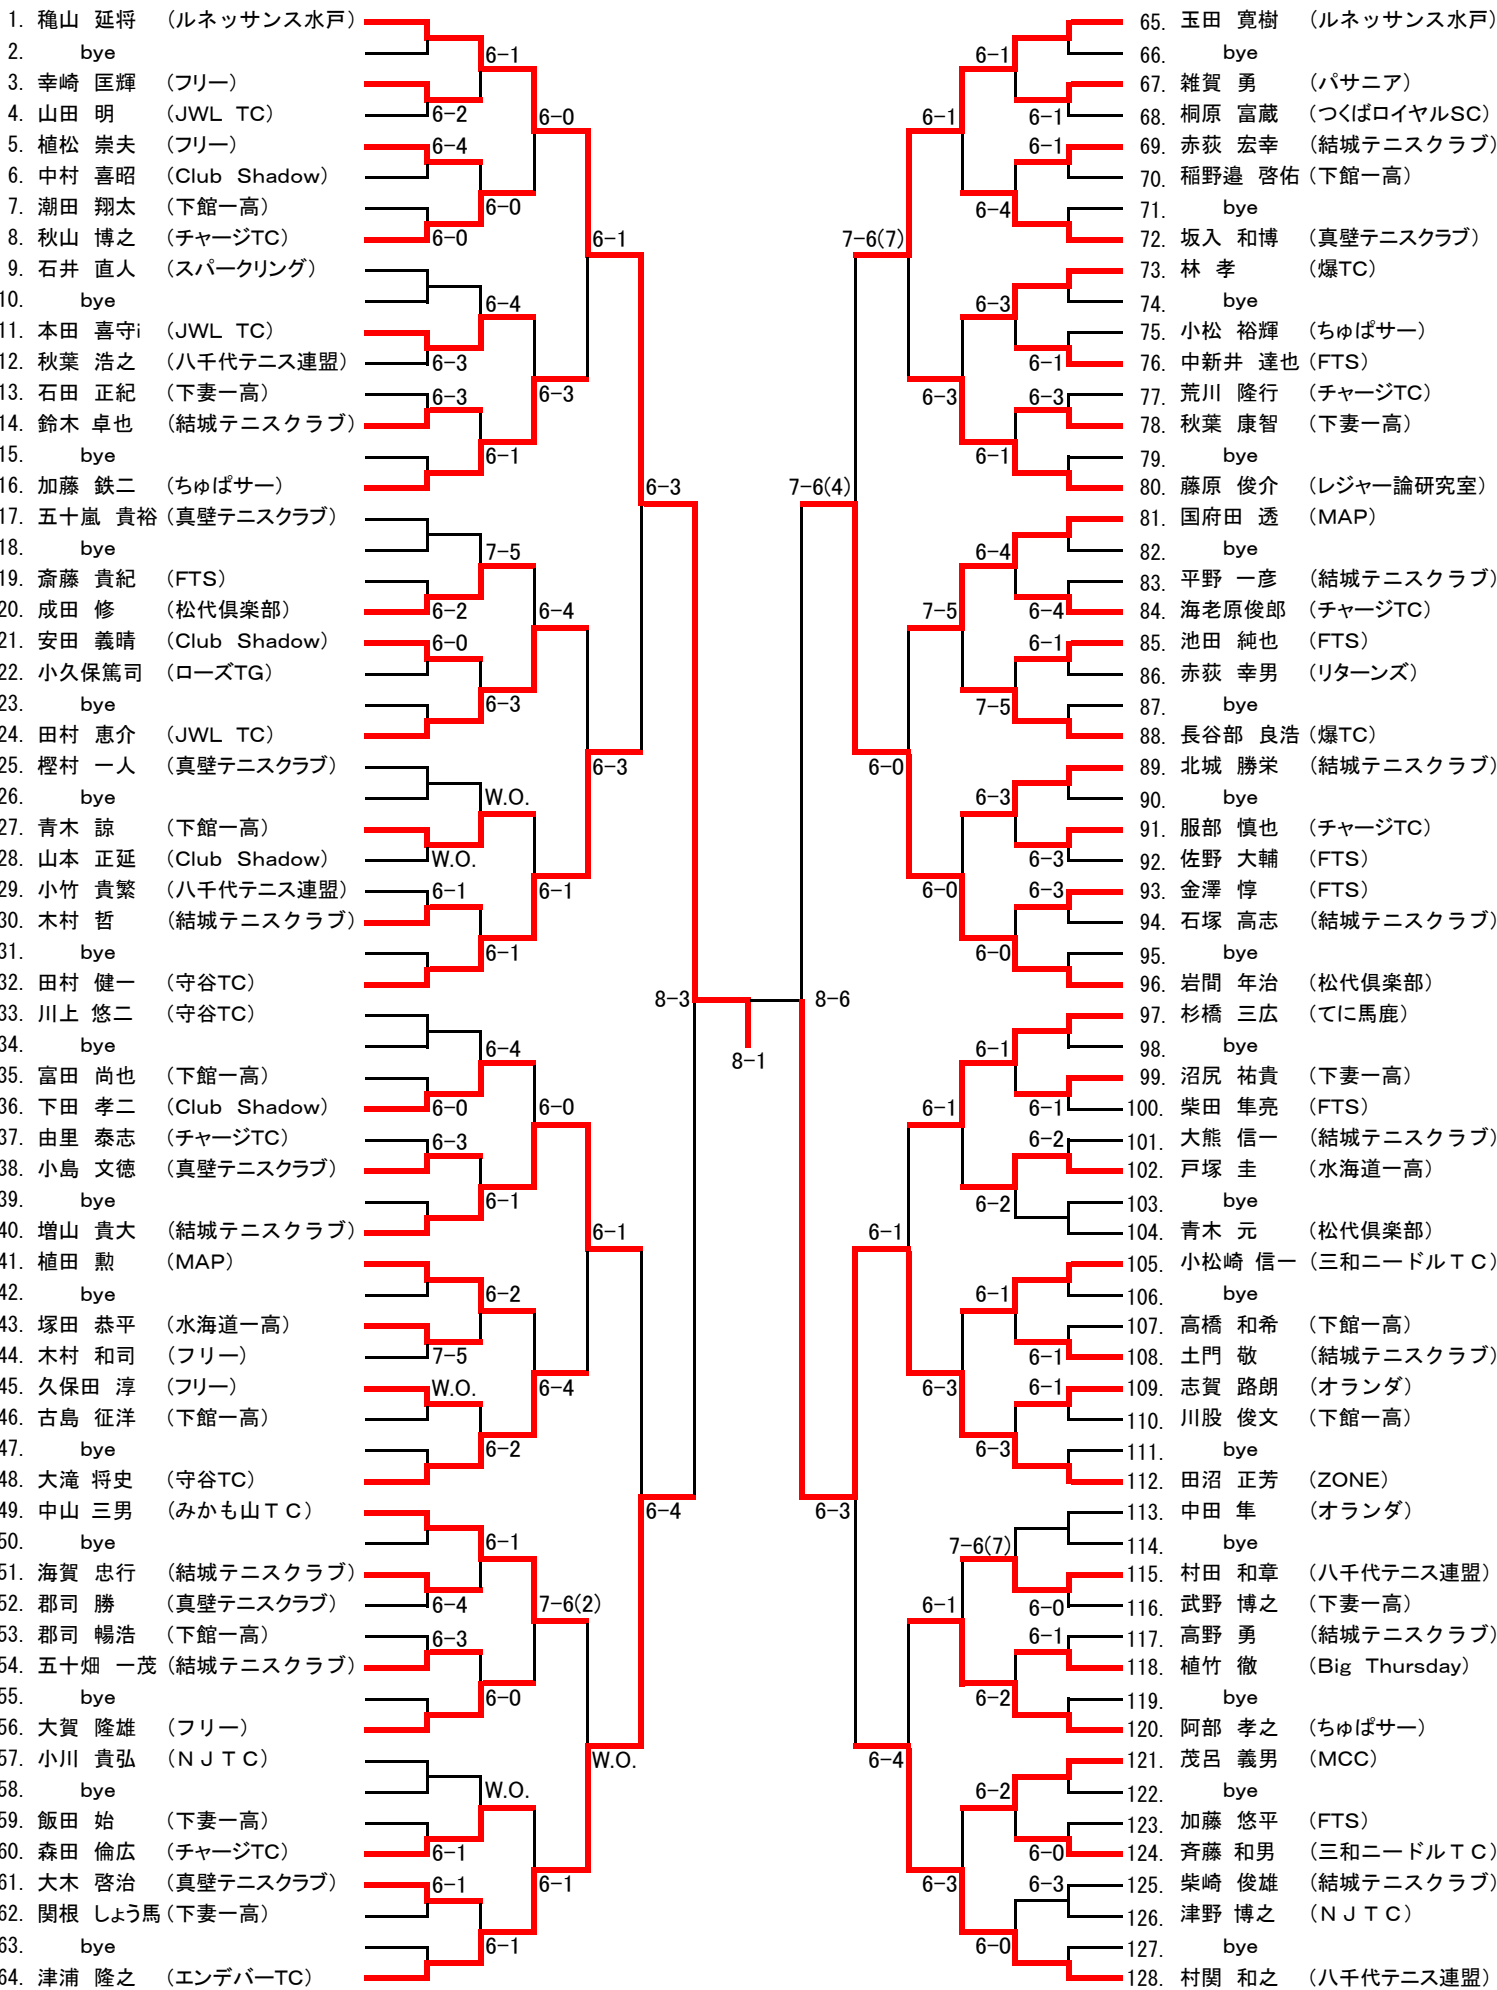 1. 穐山 延将 (ルネッサンス水戸)
2. bye
6-1
3. 幸崎 匡輝 (フリー)
4. 山田 明 (JWL TC)
6-2
6-0
5. 植松 崇夫 (フリー)
6-4
6. 中村 喜昭 (Club Shadow)
7. 潮田 翔太 (下館一高)
6-0
8. 秋山 博之 (チャージTC)
6-0
6-1
9. 石井 直人 (スパークリング)
10. bye
6-4
11. 本田 喜守i (JWL TC)
12. 秋葉 浩之 (八千代テニス連盟)
6-3
13. 石田 正紀 (下妻一高)
6-3
6-3
14. 鈴木 卓也 (結城テニスクラブ)
15. bye
6-1
16. 加藤 鉄二 (ちゅぱサー)
6-3
17. 五十嵐 貴裕 (真壁テニスクラブ)
18. bye
7-5
19. 斎藤 貴紀 (FTS)
20. 成田 修 (松代倶楽部)
6-2
6-4
21. 安田 義晴 (Club Shadow)
6-0
22. 小久保篤司 (ローズTG)
23. bye
6-3
24. 田村 恵介 (JWL TC)
25. 樫村 一人 (真壁テニスクラブ)
6-3
26. bye
W.O.
27. 青木 諒 (下館一高)
28. 山本 正延 (Club Shadow)
W.O.
29. 小竹 貴繁 (八千代テニス連盟)
6-1
6-1
30. 木村 哲 (結城テニスクラブ)
31. bye
6-1
32. 田村 健一 (守谷TC)
8-3
33. 川上 悠二 (守谷TC)
34. bye
6-4
35. 富田 尚也 (下館一高)
36. 下田 孝二 (Club Shadow)
6-0
6-0
37. 由里 泰志 (チャージTC)
6-3
38. 小島 文徳 (真壁テニスクラブ)
39. bye
6-1
40. 増山 貴大 (結城テニスクラブ)
6-1
41. 植田 勲 (MAP)
42. bye
6-2
43. 塚田 恭平 (水海道一高)
44. 木村 和司 (フリー)
7-5
45. 久保田 淳 (フリー)
W.O.
6-4
46. 古島 征洋 (下館一高)
47. bye
6-2
48. 大滝 将史 (守谷TC)
49. 中山 三男 (みかも山TC)
6-4
50. bye
6-1
51. 海賀 忠行 (結城テニスクラブ)
52. 郡司 勝 (真壁テニスクラブ)
6-4
7-6(2)
53. 郡司 暢浩 (下館一高)
6-3
54. 五十畑 一茂 (結城テニスクラブ)
55. bye
6-0
56. 大賀 隆雄 (フリー)
57. 小川 貴弘 (NJTC)
W.O.
58. bye
W.O.
59. 飯田 始 (下妻一高)
60. 森田 倫広 (チャージTC)
6-1
61. 大木 啓治 (真壁テニスクラブ)
6-1
6-1
62. 関根 しょう馬 (下妻一高)
63. bye
6-1
64. 津浦 隆之 (エンデバーTC)
8-1
65. 玉田 寛樹 (ルネッサンス水戸)
6-1
66. bye
67. 雑賀 勇 (パサニア)
6-1
6-1
68. 桐原 富蔵 (つくばロイヤルSC)
6-1
69. 赤荻 宏幸 (結城テニスクラブ)
70. 稲野邉 啓佑 (下館一高)
6-4
71. bye
7-6(7)
72. 坂入 和博 (真壁テニスクラブ)
73. 林 孝 (爆TC)
6-3
74. bye
75. 小松 裕輝 (ちゅぱサー)
6-1
76. 中新井 達也 (FTS)
6-3
6-3
77. 荒川 隆行 (チャージTC)
78. 秋葉 康智 (下妻一高)
6-1
79. bye
7-6(4)
80. 藤原 俊介 (レジャー論研究室)
81. 国府田 透 (MAP)
6-4
82. bye
83. 平野 一彦 (結城テニスクラブ)
7-5
6-4
84. 海老原俊郎 (チャージTC)
6-1
85. 池田 純也 (FTS)
86. 赤荻 幸男 (リターンズ)
7-5
87. bye
88. 長谷部 良浩 (爆TC)
6-0
89. 北城 勝栄 (結城テニスクラブ)
6-3
90. bye
91. 服部 慎也 (チャージTC)
6-3
92. 佐野 大輔 (FTS)
6-0
6-3
93. 金澤 惇 (FTS)
94. 石塚 高志 (結城テニスクラブ)
6-0
95. bye
96. 岩間 年治 (松代倶楽部)
8-6
97. 杉橋 三広 (てに馬鹿)
6-1
98. bye
99. 沼尻 祐貴 (下妻一高)
6-1
6-1
100. 柴田 隼亮 (FTS)
6-2
101. 大熊 信一 (結城テニスクラブ)
102. 戸塚 圭 (水海道一高)
6-2
103. bye
6-1
104. 青木 元 (松代倶楽部)
105. 小松崎 信一 (三和ニードルTC)
6-1
106. bye
107. 高橋 和希 (下館一高)
6-1
108. 土門 敬 (結城テニスクラブ)
6-3
6-1
109. 志賀 路朗 (オランダ)
110. 川股 俊文 (下館一高)
6-3
111. bye
112. 田沼 正芳 (ZONE)
6-3
113. 中田 隼 (オランダ)
7-6(7)
114. bye
115. 村田 和章 (八千代テニス連盟)
6-1
6-0
116. 武野 博之 (下妻一高)
6-1
117. 高野 勇 (結城テニスクラブ)
118. 植竹 徹 (Big Thursday)
6-2
119. bye
120. 阿部 孝之 (ちゅぱサー)
6-4
121. 茂呂 義男 (MCC)
6-2
122. bye
123. 加藤 悠平 (FTS)
6-0
124. 斉藤 和男 (三和ニードルTC)
6-3
6-3
125. 柴崎 俊雄 (結城テニスクラブ)
126. 津野 博之 (NJTC)
6-0
127. bye
128. 村関 和之 (八千代テニス連盟)